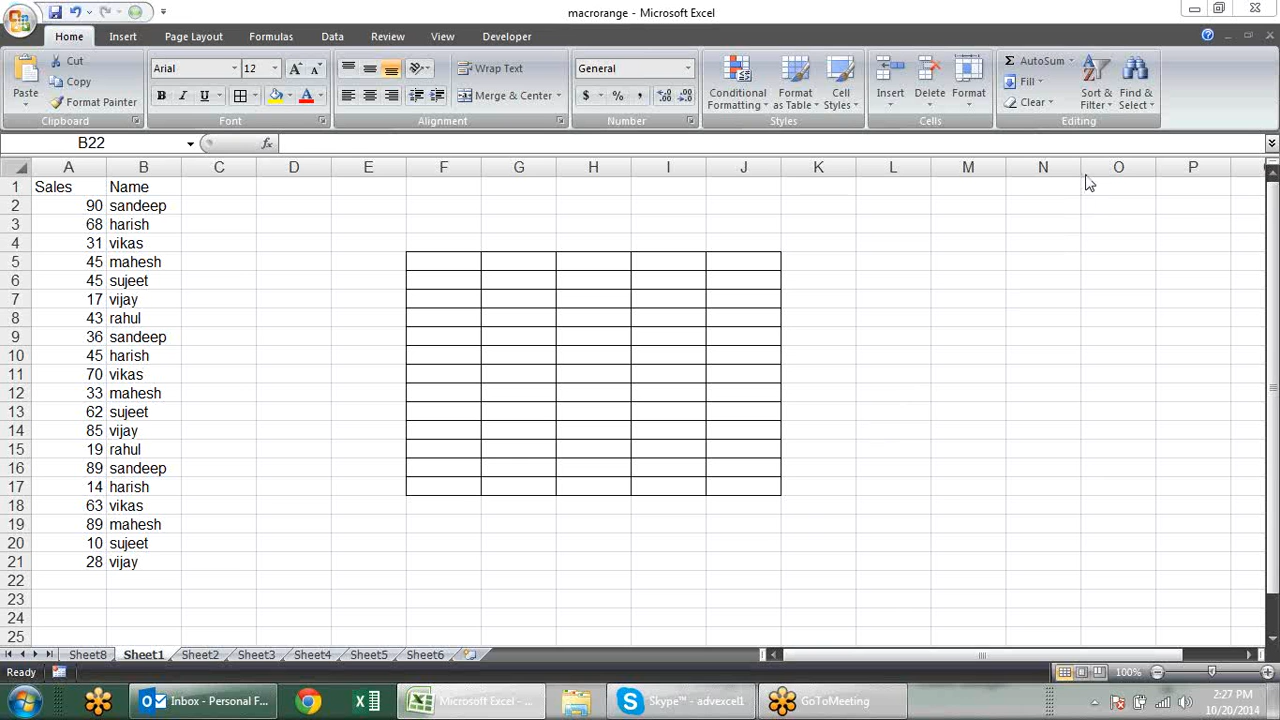 macrorange - Microsoft Excel
Home Insert Page Layout Formulas Data Review View Developer
Paste Cut Copy Format Painter Clipboard
Arial 12 A A B I U A Font
Wrap Text Merge & Center Alignment
General $ % , Number
Conditional Formatting Format as Table Cell Styles Styles
Insert Delete Format Cells
Σ AutoSum Fill Clear Sort & Filter Find & Select Editing
B22 fx
A B C D E F G H I J K L M N O P
1 Sales Name
2 90 sandeep
3 68 harish
4 31 vikas
5 45 mahesh
6 45 sujeet
7 17 vijay
8 43 rahul
9 36 sandeep
10 45 harish
11 70 vikas
12 33 mahesh
13 62 sujeet
14 85 vijay
15 19 rahul
16 89 sandeep
17 14 harish
18 63 vikas
19 89 mahesh
20 10 sujeet
21 28 vijay
22
23
24
25
Sheet8 Sheet1 Sheet2 Sheet3 Sheet4 Sheet5 Sheet6
Ready 100%
Inbox - Personal F... Microsoft Excel - ... Skype™ - advexcel1 GoToMeeting 2:27 PM
10/20/2014